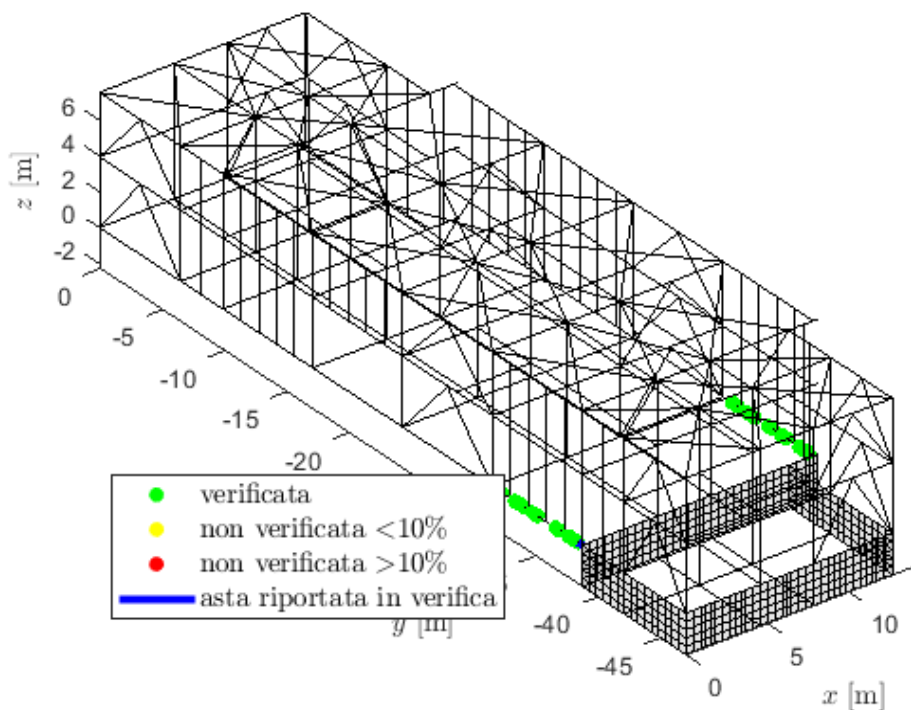 6
4
2
0
-2
z [m]
0
-5
-10
-15
-20
verificata
non verificata <10%
non verificata >10%
asta riportata in verifica
y [m]
-40
-45
0
5
10
x [m]